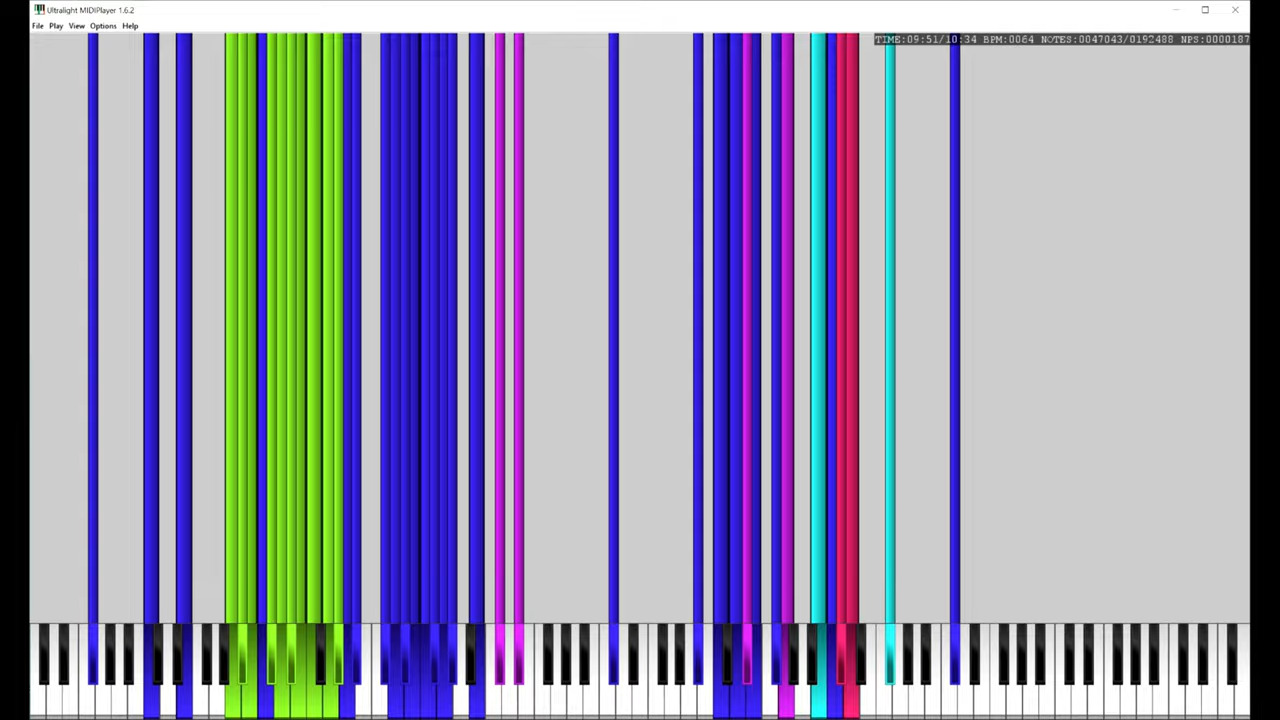 Ultralight MIDIPlayer 1.6.2
File Play View Options Help
TIME:09:51/10:34 BPM:0064 NOTES:0047043/0192488 NPS:0000187